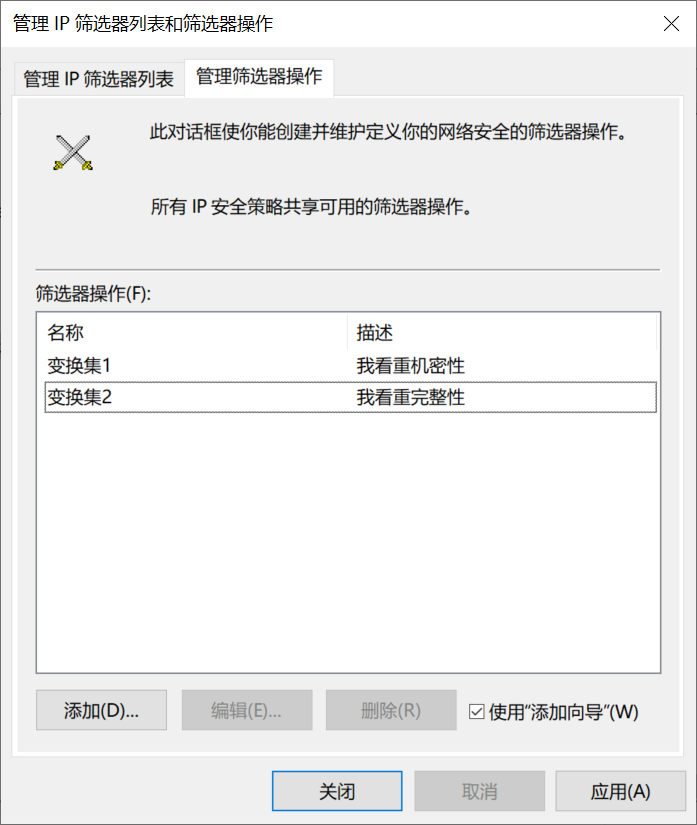 管理 IP 筛选器列表和筛选器操作
管理 IP 筛选器列表 管理筛选器操作
此对话框使你能创建并维护定义你的网络安全的筛选器操作。
所有 IP 安全策略共享可用的筛选器操作。
筛选器操作(F):
名称 描述
变换集1 我看重机密性
变换集2 我看重完整性
添加(D)... 编辑(E)... 删除(R) 使用“添加向导”(W)
关闭 取消 应用(A)